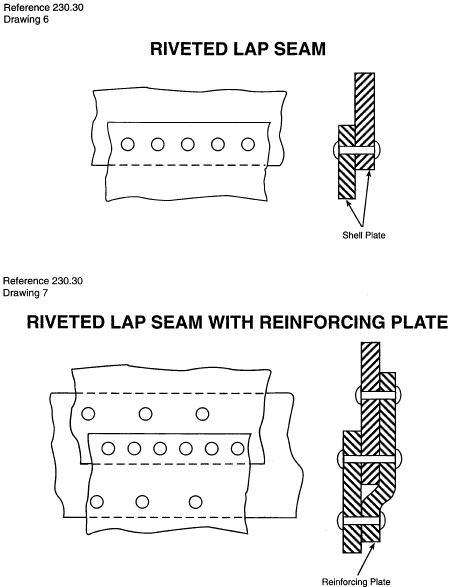 Reference 230.30
Drawing 6
RIVETED LAP SEAM
Shell Plate
Reference 230.30
Drawing 7
RIVETED LAP SEAM WITH REINFORCING PLATE
Reinforcing Plate